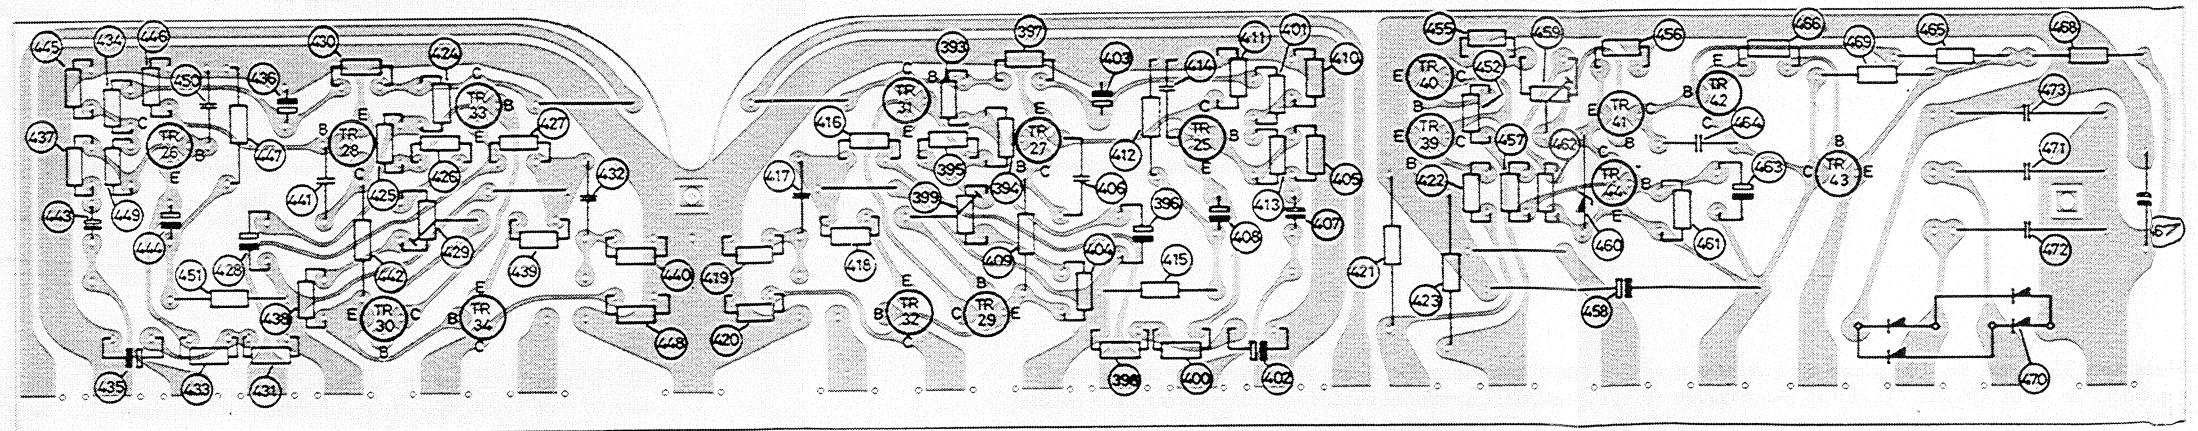 445 434 446 430 424 393 397 411 401 410 455 459 456 466 469 465 468
450 436 403 414 452 473
C C E C E
TR 33 B TR 31 B TR 40 TR 42
B C
437 TR 26 B C E B TR 28 E 427 416 E E TR 27 412 TR 25 B E TR 39 C 457 462 TR 41 E C B 464 B 471
447 426 395 394 C E 405 B C TR 44 B 463 C TR 43 E
E 441 C 425 432 417 399 B 406 413 422
443 449 444 396 408 407 E 460 461 467
428 442 429 439 418 409 404 472
451 440 419 415 421
438 E TR 30 C B TR 34 E E TR 32 B C TR 29 B E 423 458
B C 448 420 C
435 433 431 398 400 402 470